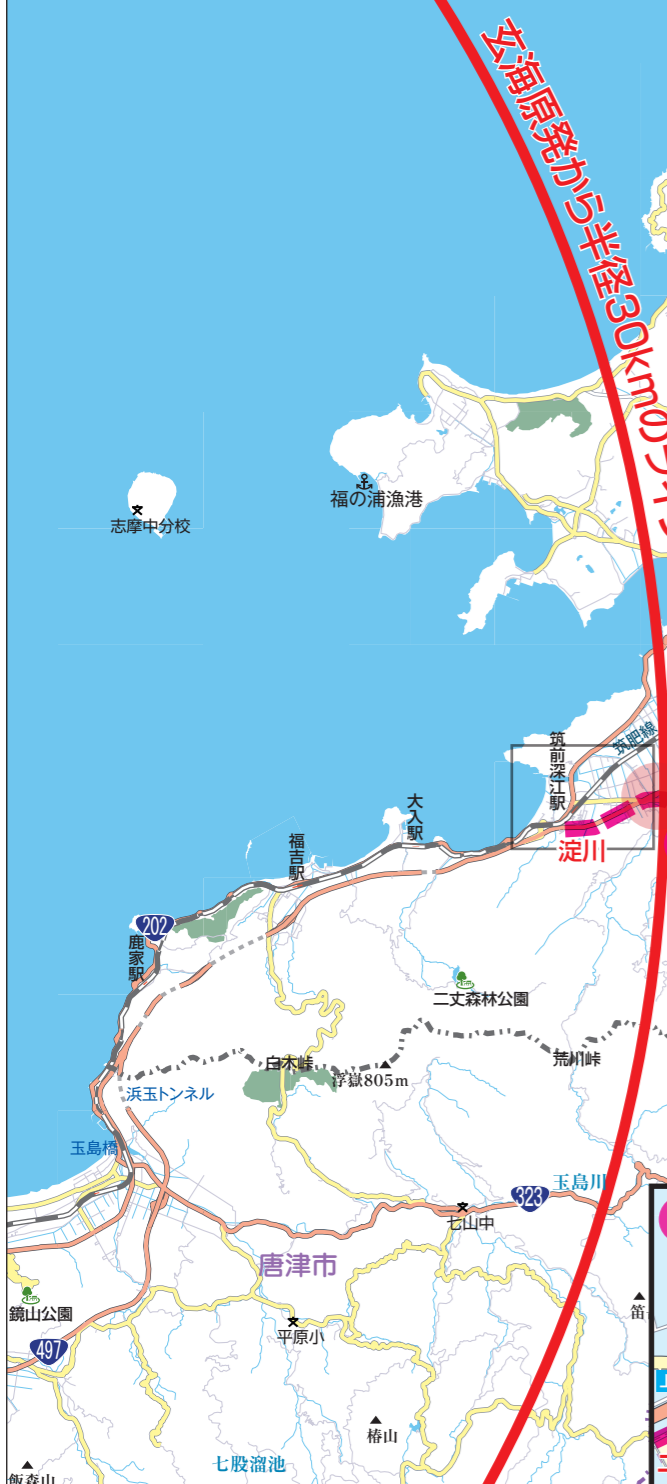 玄海原発から半径30kmのライン
福の浦漁港
志摩中分校
筑肥線
筑前深江駅
大入駅
福吉駅
淀川
202
鹿家駅
二丈森林公園
白木峠
荒川峠
浮嶽805m
浜玉トンネル
玉島橋
玉島川
323
七山中
唐津市
鏡山公園
平原小
497
椿山
七股溜池
飯森山